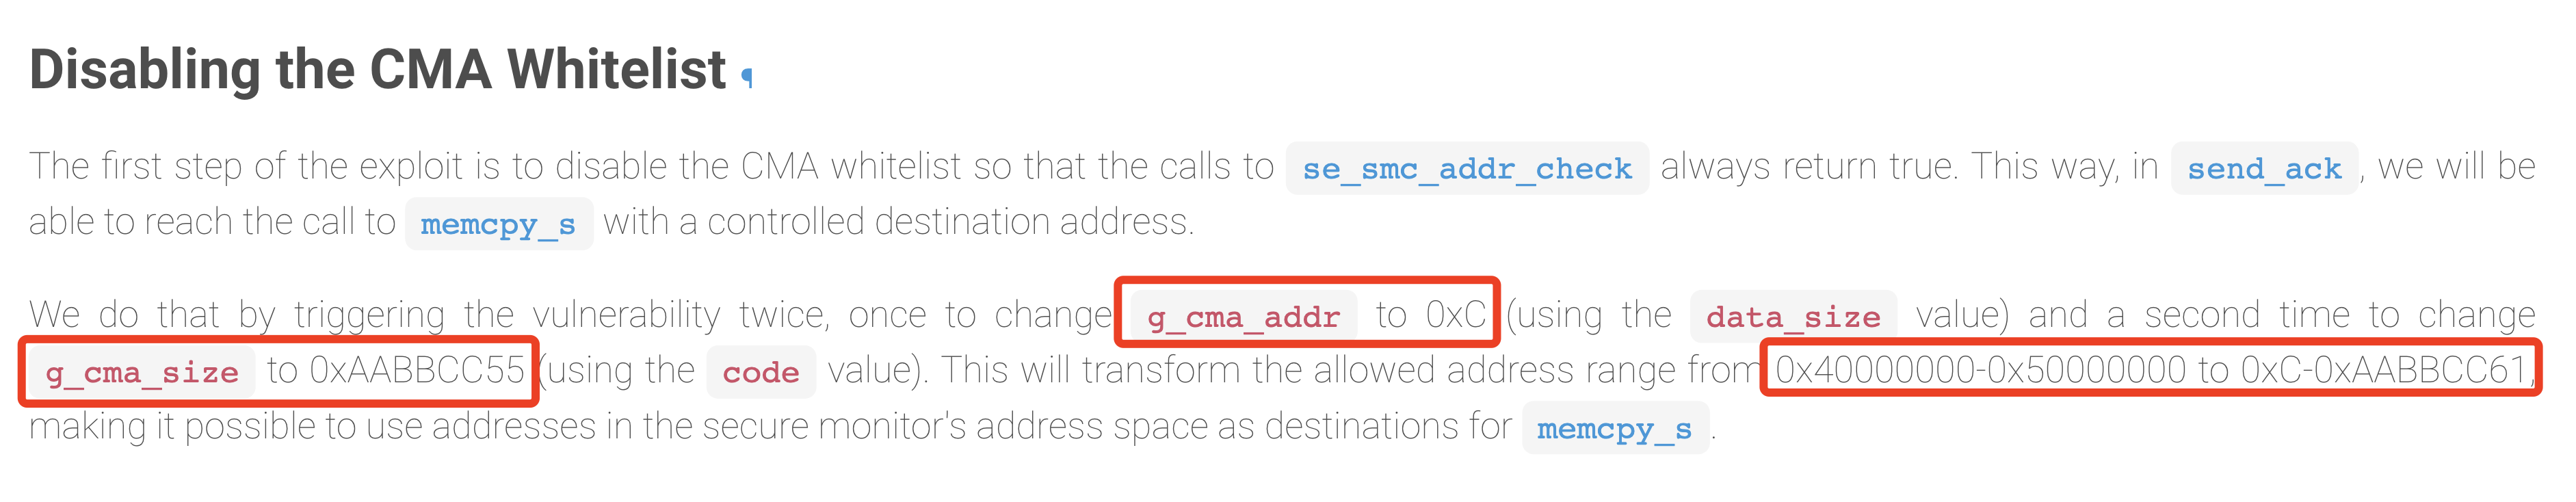 Disabling the CMA Whitelist ¶
The first step of the exploit is to disable the CMA whitelist so that the calls to se_smc_addr_check always return true. This way, in send_ack, we will be
able to reach the call to memcpy_s with a controlled destination address.
We do that by triggering the vulnerability twice, once to change g_cma_addr to 0xC (using the data_size value) and a second time to change
g_cma_size to 0xAABBCC55 (using the code value). This will transform the allowed address range from 0x40000000-0x50000000 to 0xC-0xAABBCC61,
making it possible to use addresses in the secure monitor's address space as destinations for memcpy_s.